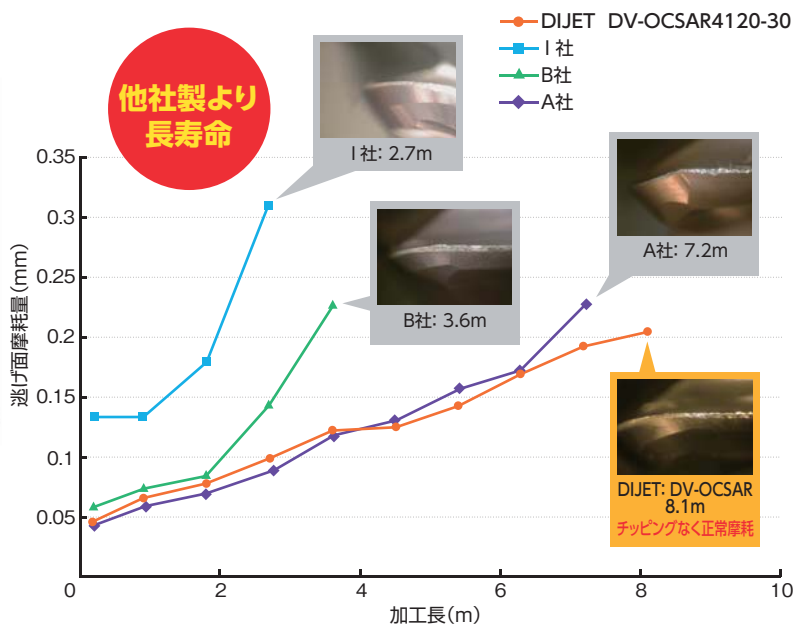 DIJET DV-OCSAR4120-30
I社
B社
A社
他社製より
長寿命
I社: 2.7m
B社: 3.6m
A社: 7.2m
DIJET: DV-OCSAR
8.1m
チッピングなく正常摩耗
逃げ面摩耗量(mm)
0.35
0.3
0.25
0.2
0.15
0.1
0.05
0
2
4
6
8
10
加工長(m)